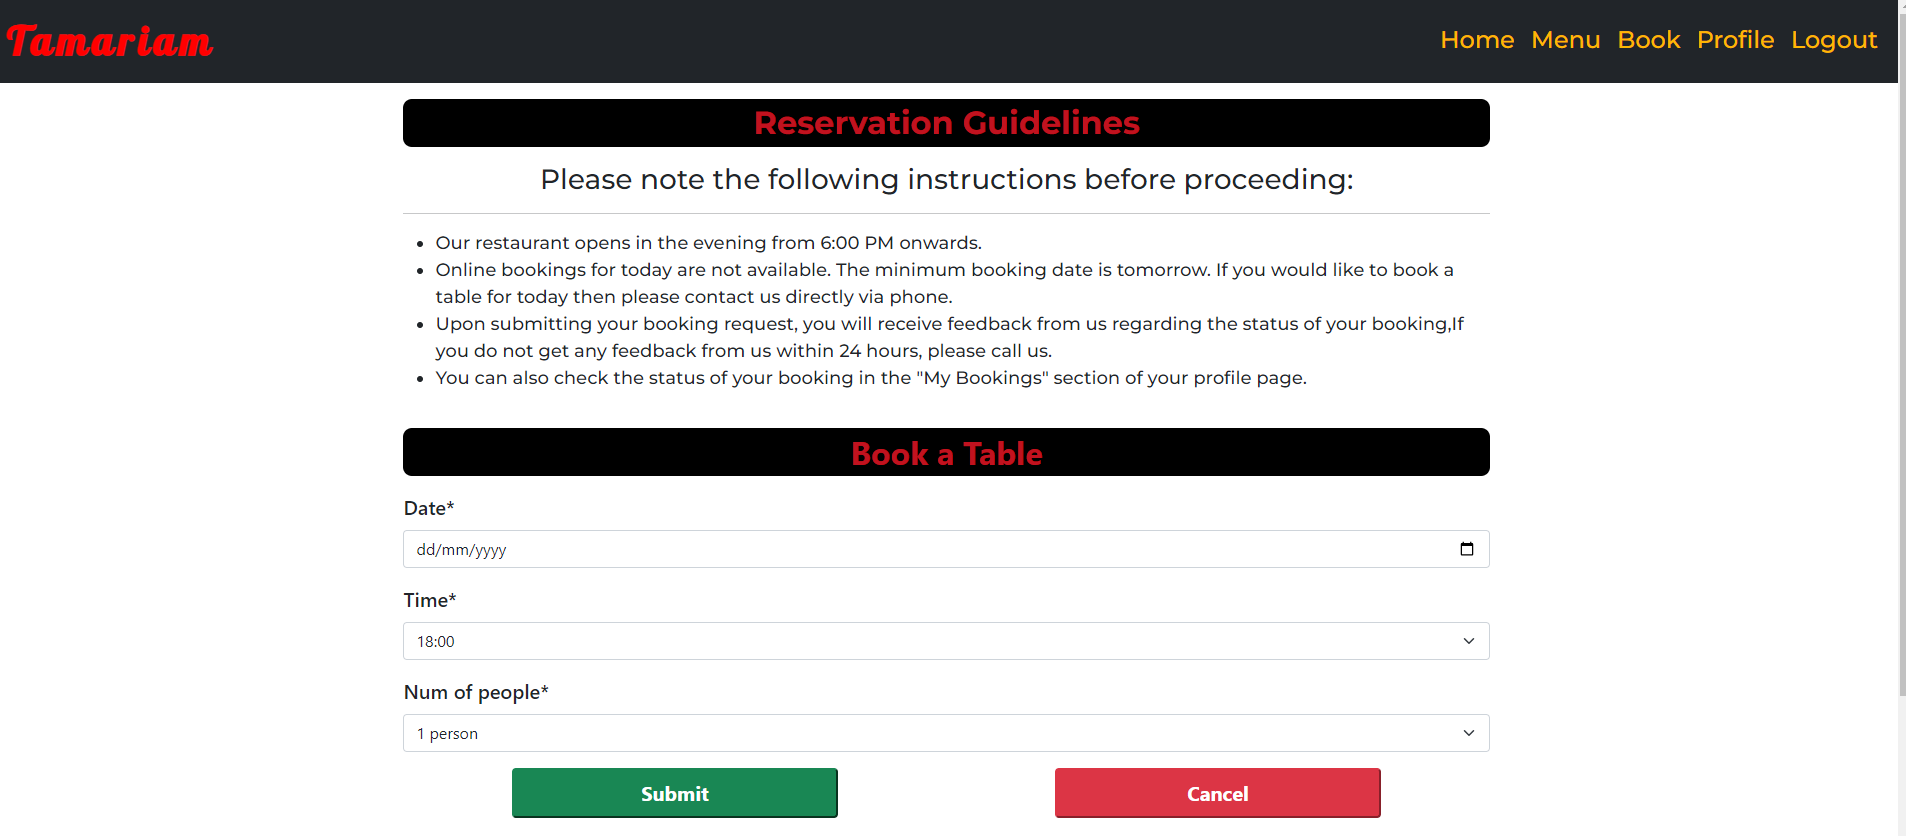 Tamariam
Home Menu Book Profile Logout
Reservation Guidelines
Please note the following instructions before proceeding:
Our restaurant opens in the evening from 6:00 PM onwards.
Online bookings for today are not available. The minimum booking date is tomorrow. If you would like to book a
table for today then please contact us directly via phone.
Upon submitting your booking request, you will receive feedback from us regarding the status of your booking,If
you do not get any feedback from us within 24 hours, please call us.
You can also check the status of your booking in the "My Bookings" section of your profile page.
Book a Table
Date*
dd/mm/yyyy
Time*
18:00
Num of people*
1 person
Submit Cancel